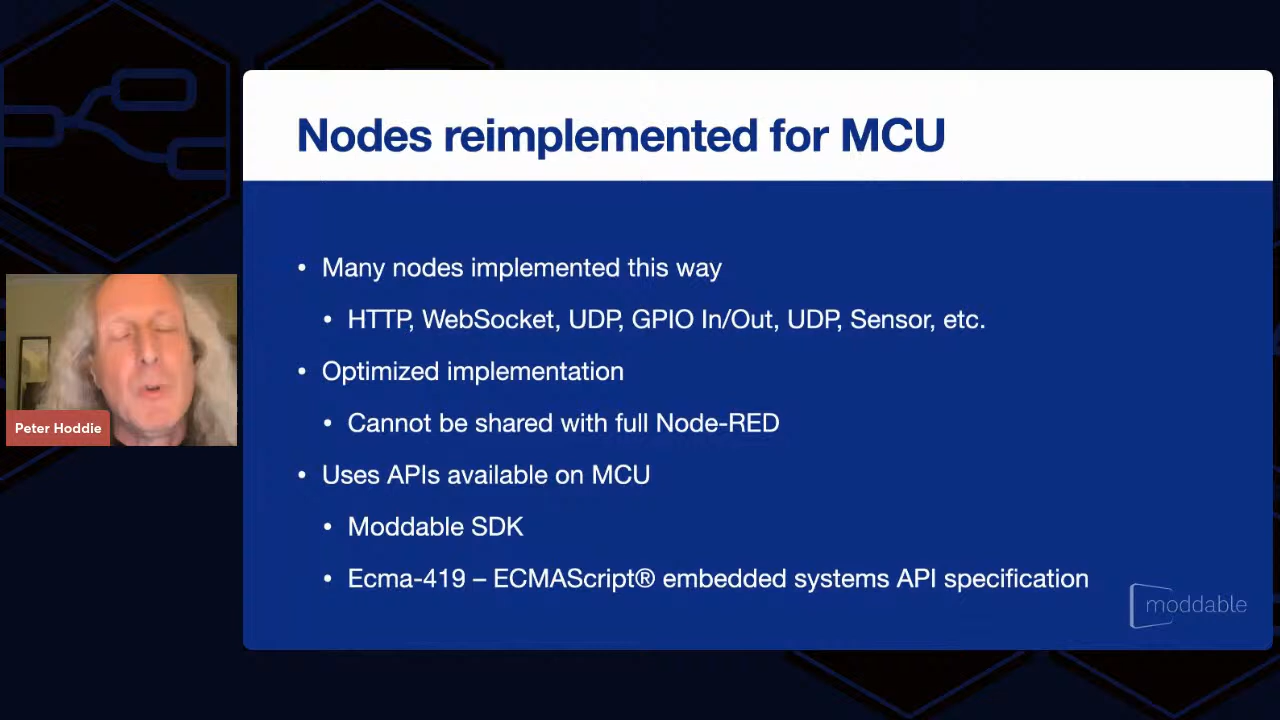 Nodes reimplemented for MCU
• Many nodes implemented this way
• HTTP, WebSocket, UDP, GPIO In/Out, UDP, Sensor, etc.
• Optimized implementation
• Cannot be shared with full Node-RED
• Uses APIs available on MCU
• Moddable SDK
• Ecma-419 – ECMAScript® embedded systems API specification
moddable
Peter Hoddie